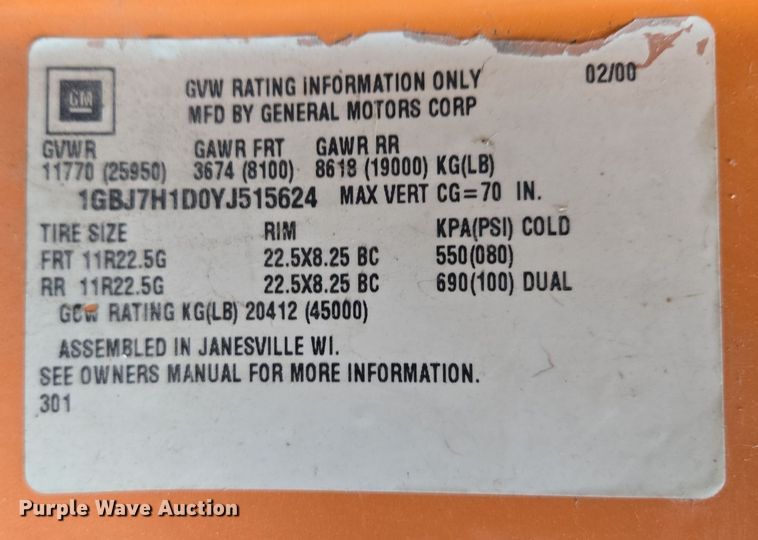 GM
GVW RATING INFORMATION ONLY 02/00
MFD BY GENERAL MOTORS CORP
GVWR GAWR FRT GAWR RR
11770 (25950) 3674 (8100) 8618 (19000) KG(LB)
1GBJ7H1D0YJ515624 MAX VERT CG=70 IN.
TIRE SIZE RIM KPA(PSI) COLD
FRT 11R22.5G 22.5X8.25 BC 550(080)
RR 11R22.5G 22.5X8.25 BC 690(100) DUAL
GCW RATING KG(LB) 20412 (45000)
ASSEMBLED IN JANESVILLE WI.
SEE OWNERS MANUAL FOR MORE INFORMATION.
301
Purple Wave Auction